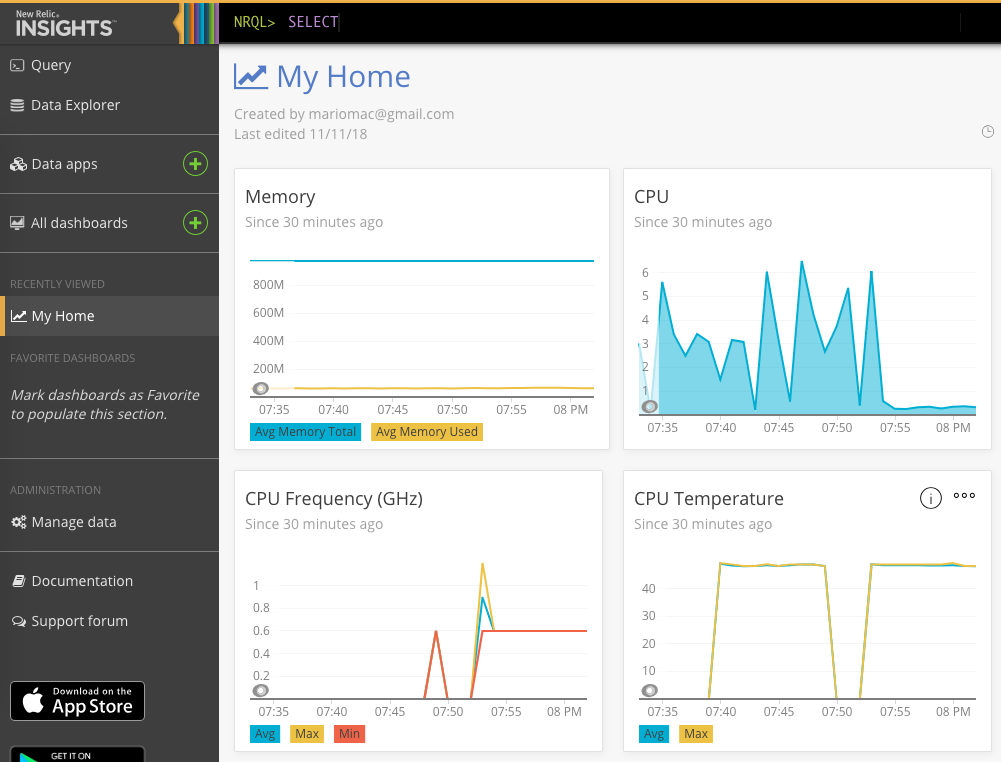 New Relic.
INSIGHTS™
NRQL> SELECT
Query
Data Explorer
Data apps
All dashboards
RECENTLY VIEWED
My Home
FAVORITE DASHBOARDS
Mark dashboards as Favorite
to populate this section.
ADMINISTRATION
Manage data
Documentation
Support forum
Download on the
App Store
GET IT ON
My Home
Created by mariomac@gmail.com
Last edited 11/11/18
Memory
Since 30 minutes ago
800M
600M
400M
200M
07:35 07:40 07:45 07:50 07:55 08 PM
Avg Memory Total Avg Memory Used
CPU
Since 30 minutes ago
6
5
4
3
2
1
07:35 07:40 07:45 07:50 07:55 08 PM
CPU Frequency (GHz)
Since 30 minutes ago
1
0.8
0.6
0.4
0.2
07:35 07:40 07:45 07:50 07:55 08 PM
Avg Max Min
CPU Temperature
Since 30 minutes ago
40
30
20
10
07:35 07:40 07:45 07:50 07:55 08 PM
Avg Max